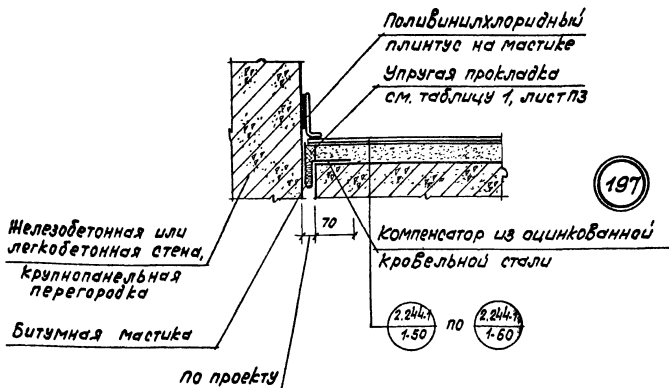 Поливинилхлоридный
плинтус на мастике
Упругая прокладка
см. таблицу 1, лист П3
197
Железобетонная или
легкобетонная стена,
крупнопанельная
перегородка
70
Компенсатор из оцинкованной
кровельной стали
Битумная мастика
2.244.1
1-50
по
2.244.1
1-60
по проекту